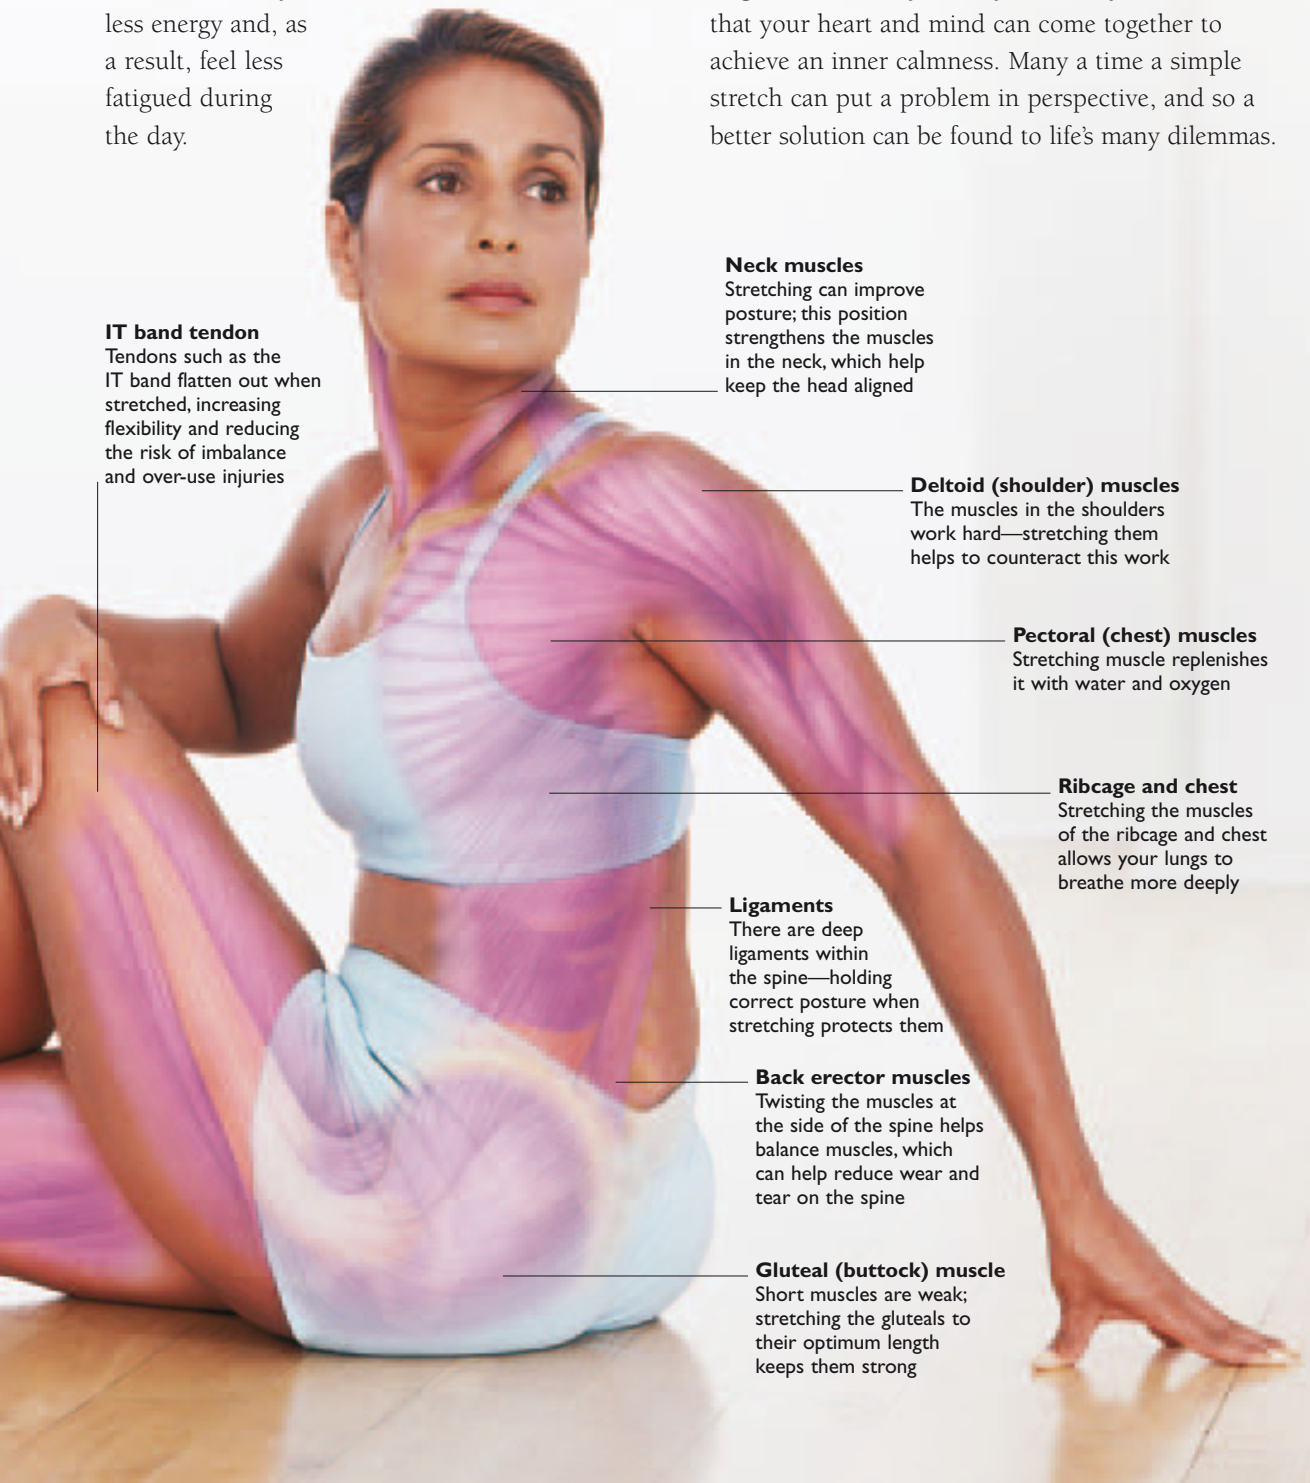 less energy and, as
a result, feel less
fatigued during
the day.
that your heart and mind can come together to
achieve an inner calmness. Many a time a simple
stretch can put a problem in perspective, and so a
better solution can be found to life’s many dilemmas.
IT band tendon
Tendons such as the
IT band flatten out when
stretched, increasing
flexibility and reducing
the risk of imbalance
and over-use injuries
Neck muscles
Stretching can improve
posture; this position
strengthens the muscles
in the neck, which help
keep the head aligned
Deltoid (shoulder) muscles
The muscles in the shoulders
work hard—stretching them
helps to counteract this work
Pectoral (chest) muscles
Stretching muscle replenishes
it with water and oxygen
Ribcage and chest
Stretching the muscles
of the ribcage and chest
allows your lungs to
breathe more deeply
Ligaments
There are deep
ligaments within
the spine—holding
correct posture when
stretching protects them
Back erector muscles
Twisting the muscles at
the side of the spine helps
balance muscles, which
can help reduce wear and
tear on the spine
Gluteal (buttock) muscle
Short muscles are weak;
stretching the gluteals to
their optimum length
keeps them strong